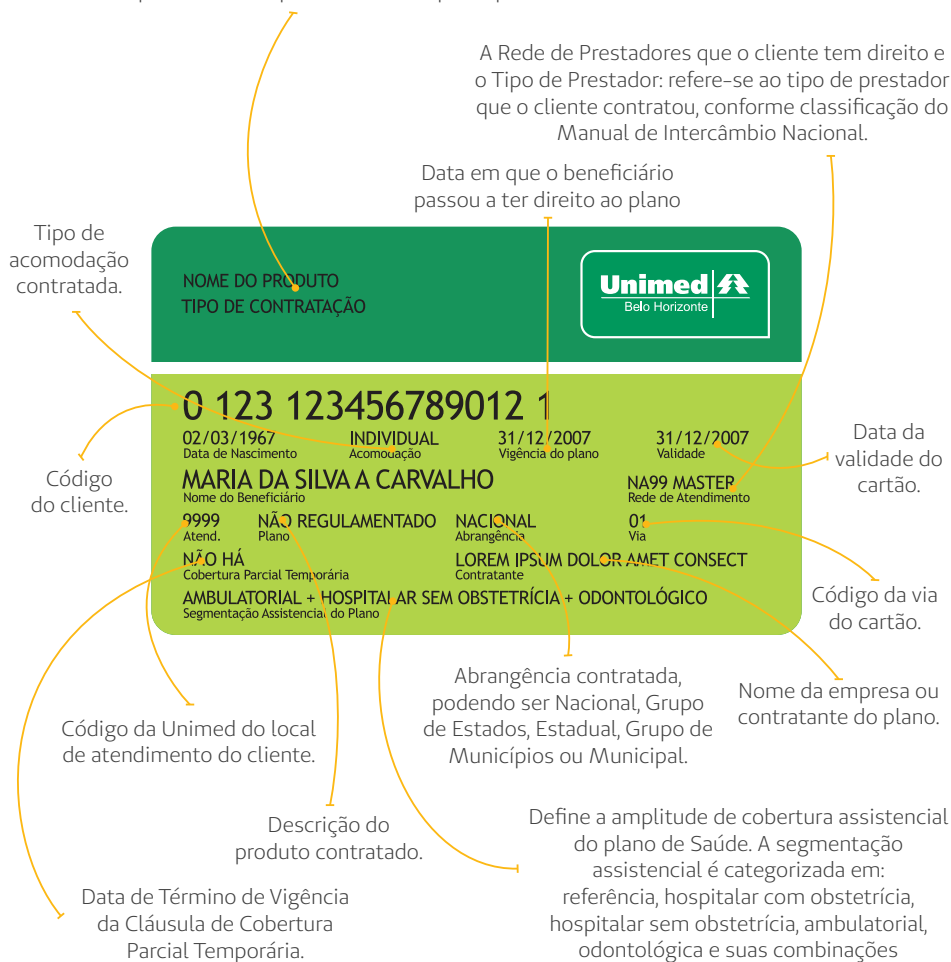 A Rede de Prestadores que o cliente tem direito e
o Tipo de Prestador: refere-se ao tipo de prestador
que o cliente contratou, conforme classificação do
Manual de Intercâmbio Nacional.
Data em que o beneficiário
passou a ter direito ao plano
Tipo de
acomodação
contratada.
NOME DO PRODUTO
TIPO DE CONTRATAÇÃO
Unimed
Belo Horizonte
0 123 123456789012 1
02/03/1967 INDIVIDUAL 31/12/2007 31/12/2007
Data de Nascimento Acomodação Vigência do plano Validade
MARIA DA SILVA A CARVALHO NA99 MASTER
Nome do Beneficiário Rede de Atendimento
9999 NÃO REGULAMENTADO NACIONAL 01
Atend. Plano Abrangência Via
NÃO HÁ LOREM IPSUM DOLOR AMET CONSECT
Cobertura Parcial Temporária Contratante
AMBULATORIAL + HOSPITALAR SEM OBSTETRÍCIA + ODONTOLÓGICO
Segmentação Assistencial do Plano
Código
do cliente.
Data da
validade do
cartão.
Código da via
do cartão.
Abrangência contratada,
podendo ser Nacional, Grupo
de Estados, Estadual, Grupo de
Municípios ou Municipal.
Nome da empresa ou
contratante do plano.
Código da Unimed do local
de atendimento do cliente.
Descrição do
produto contratado.
Define a amplitude de cobertura assistencial
do plano de Saúde. A segmentação
assistencial é categorizada em:
referência, hospitalar com obstetrícia,
hospitalar sem obstetrícia, ambulatorial,
odontológica e suas combinações
Data de Término de Vigência
da Cláusula de Cobertura
Parcial Temporária.